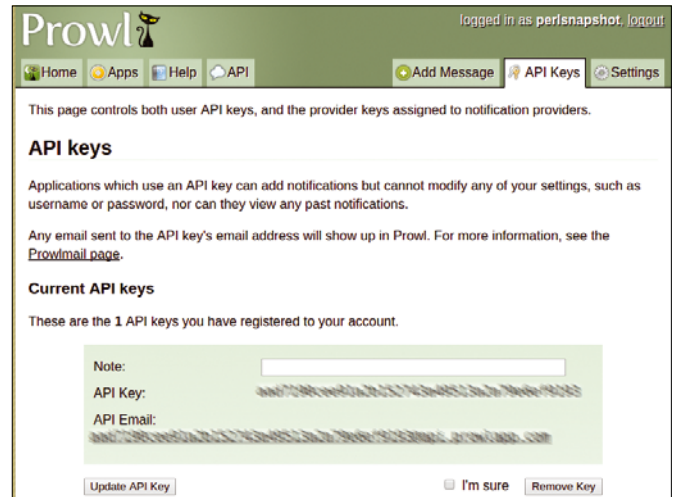 Prowl
logged in as perlsnapshot, logout
Home Apps Help API Add Message API Keys Settings
This page controls both user API keys, and the provider keys assigned to notification providers.
API keys
Applications which use an API key can add notifications but cannot modify any of your settings, such as
username or password, nor can they view any past notifications.
Any email sent to the API key's email address will show up in Prowl. For more information, see the
Prowlmail page.
Current API keys
These are the 1 API keys you have registered to your account.
Note:
API Key:
API Email:
Update API Key I'm sure Remove Key